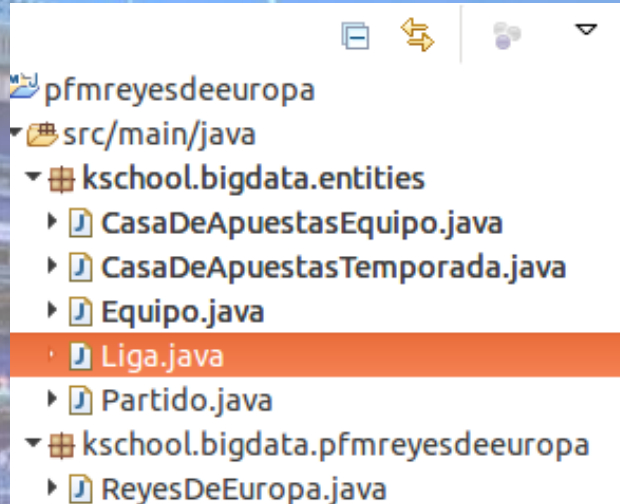 pfmreyesdeeuropa
src/main/java
kschool.bigdata.entities
CasaDeApuestasEquipo.java
CasaDeApuestasTemporada.java
Equipo.java
Liga.java
Partido.java
kschool.bigdata.pfmreyesdeeuropa
ReyesDeEuropa.java